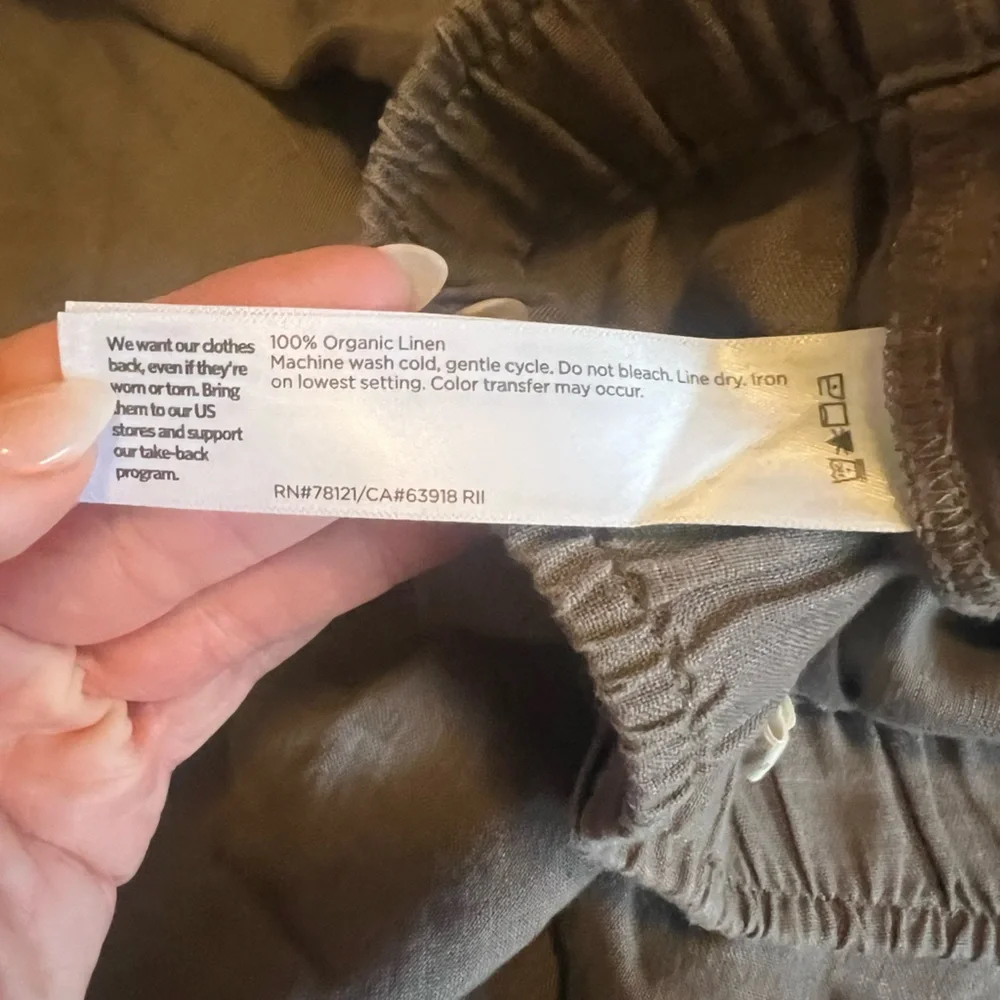 We want our clothes
back, even if they're
worn or torn. Bring
them to our US
stores and support
our take-back
program.
100% Organic Linen
Machine wash cold, gentle cycle. Do not bleach. Line dry. Iron
on lowest setting. Color transfer may occur.
RN#78121/CA#63918 RII